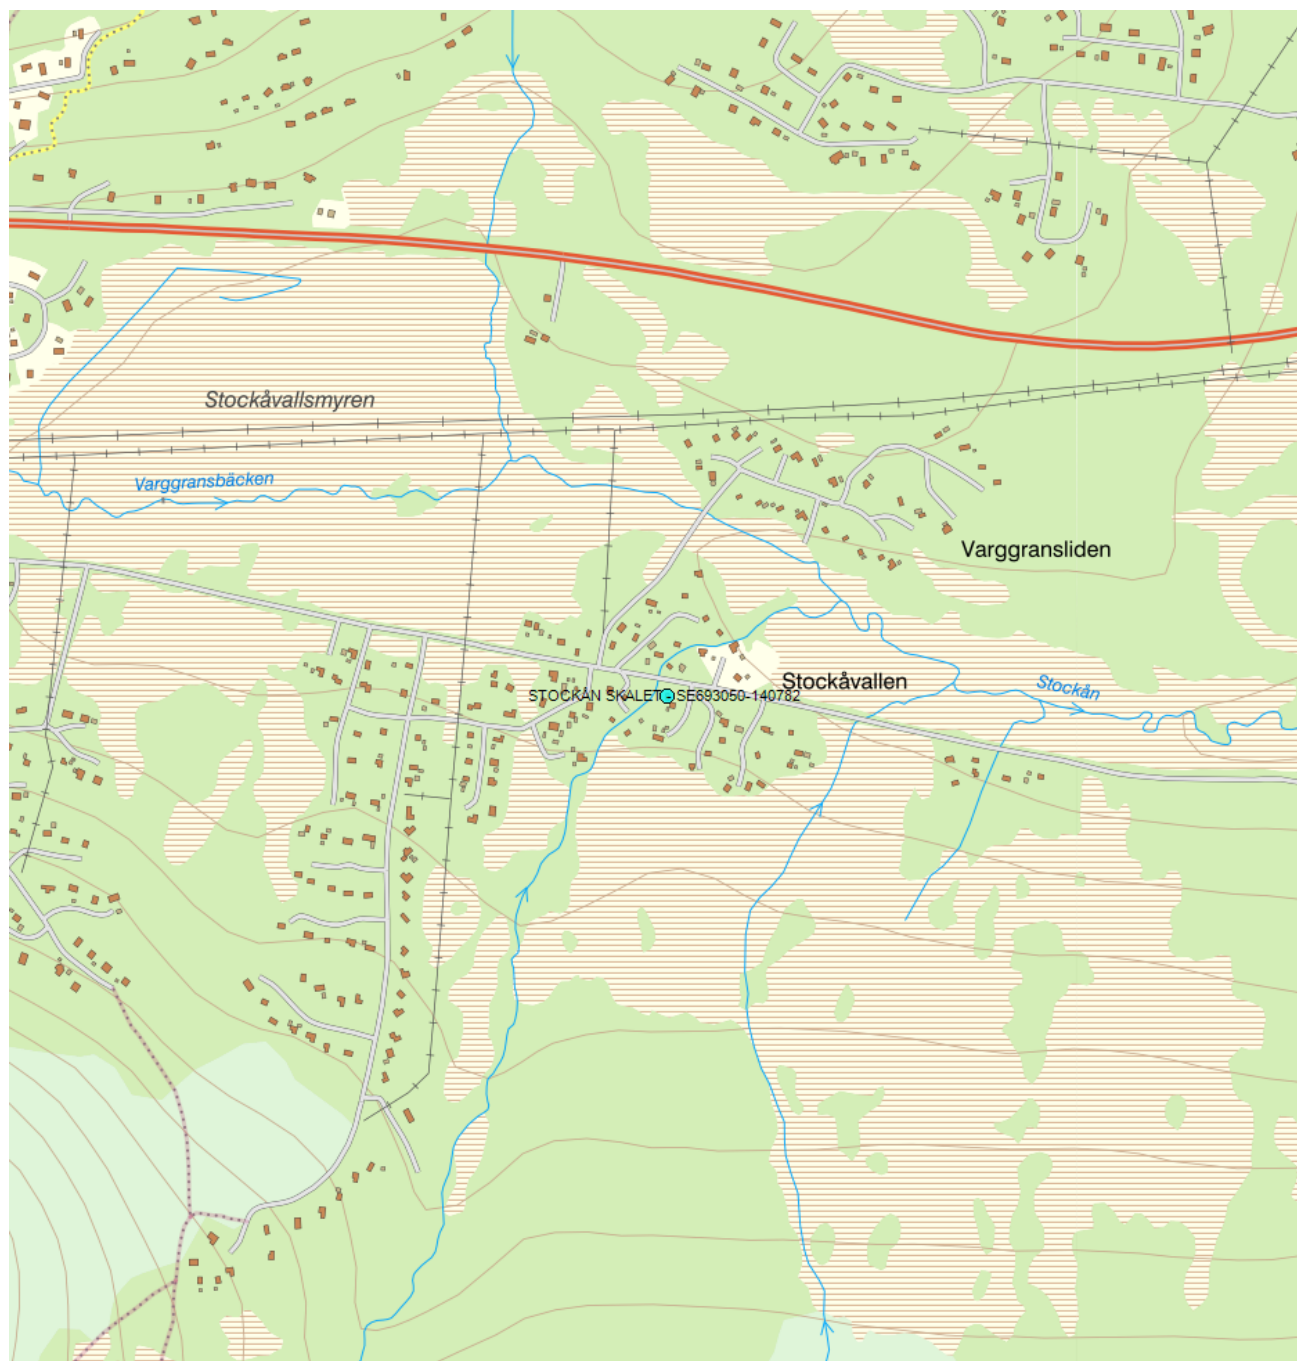 Stockåvallsmyren
Varggransbäcken
Varggransliden
Stockåvallen
Stockån
STOCKÅN SKALET SE693050-140782